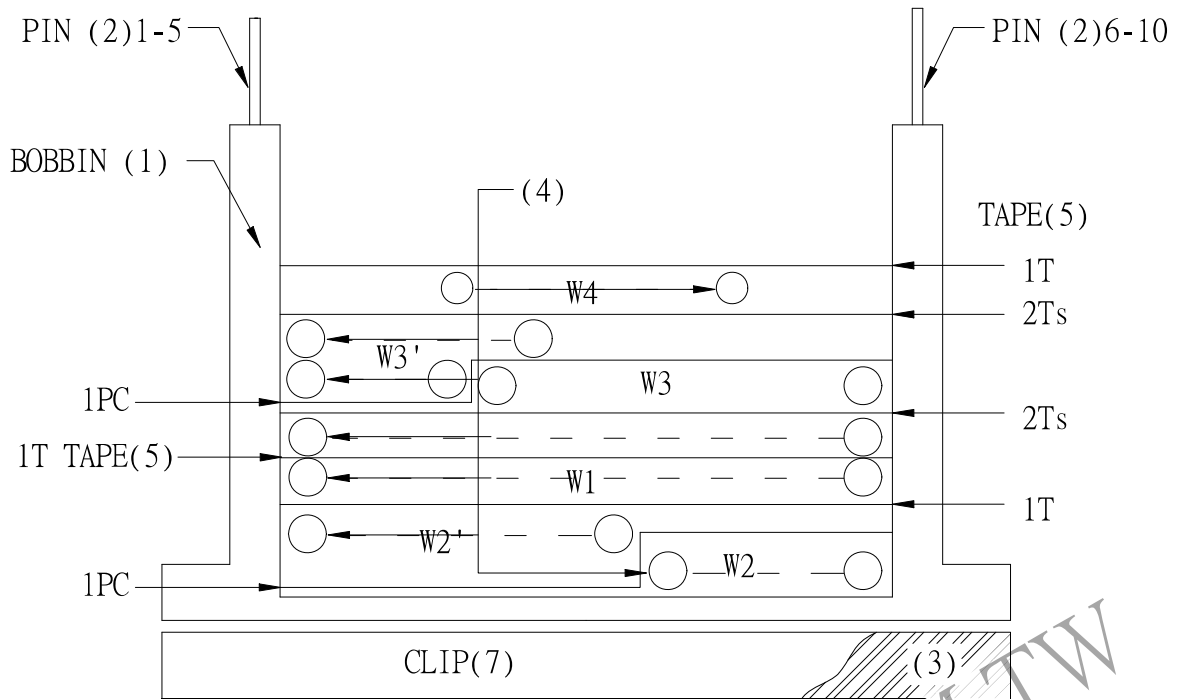 PIN (2)1-5
PIN (2)6-10
BOBBIN (1)
(4)
TAPE(5)
1T
W4
2Ts
W3'
W3
1PC
2Ts
1T TAPE(5)
W1
1T
W2'
W2
1PC
CLIP(7)
(3)